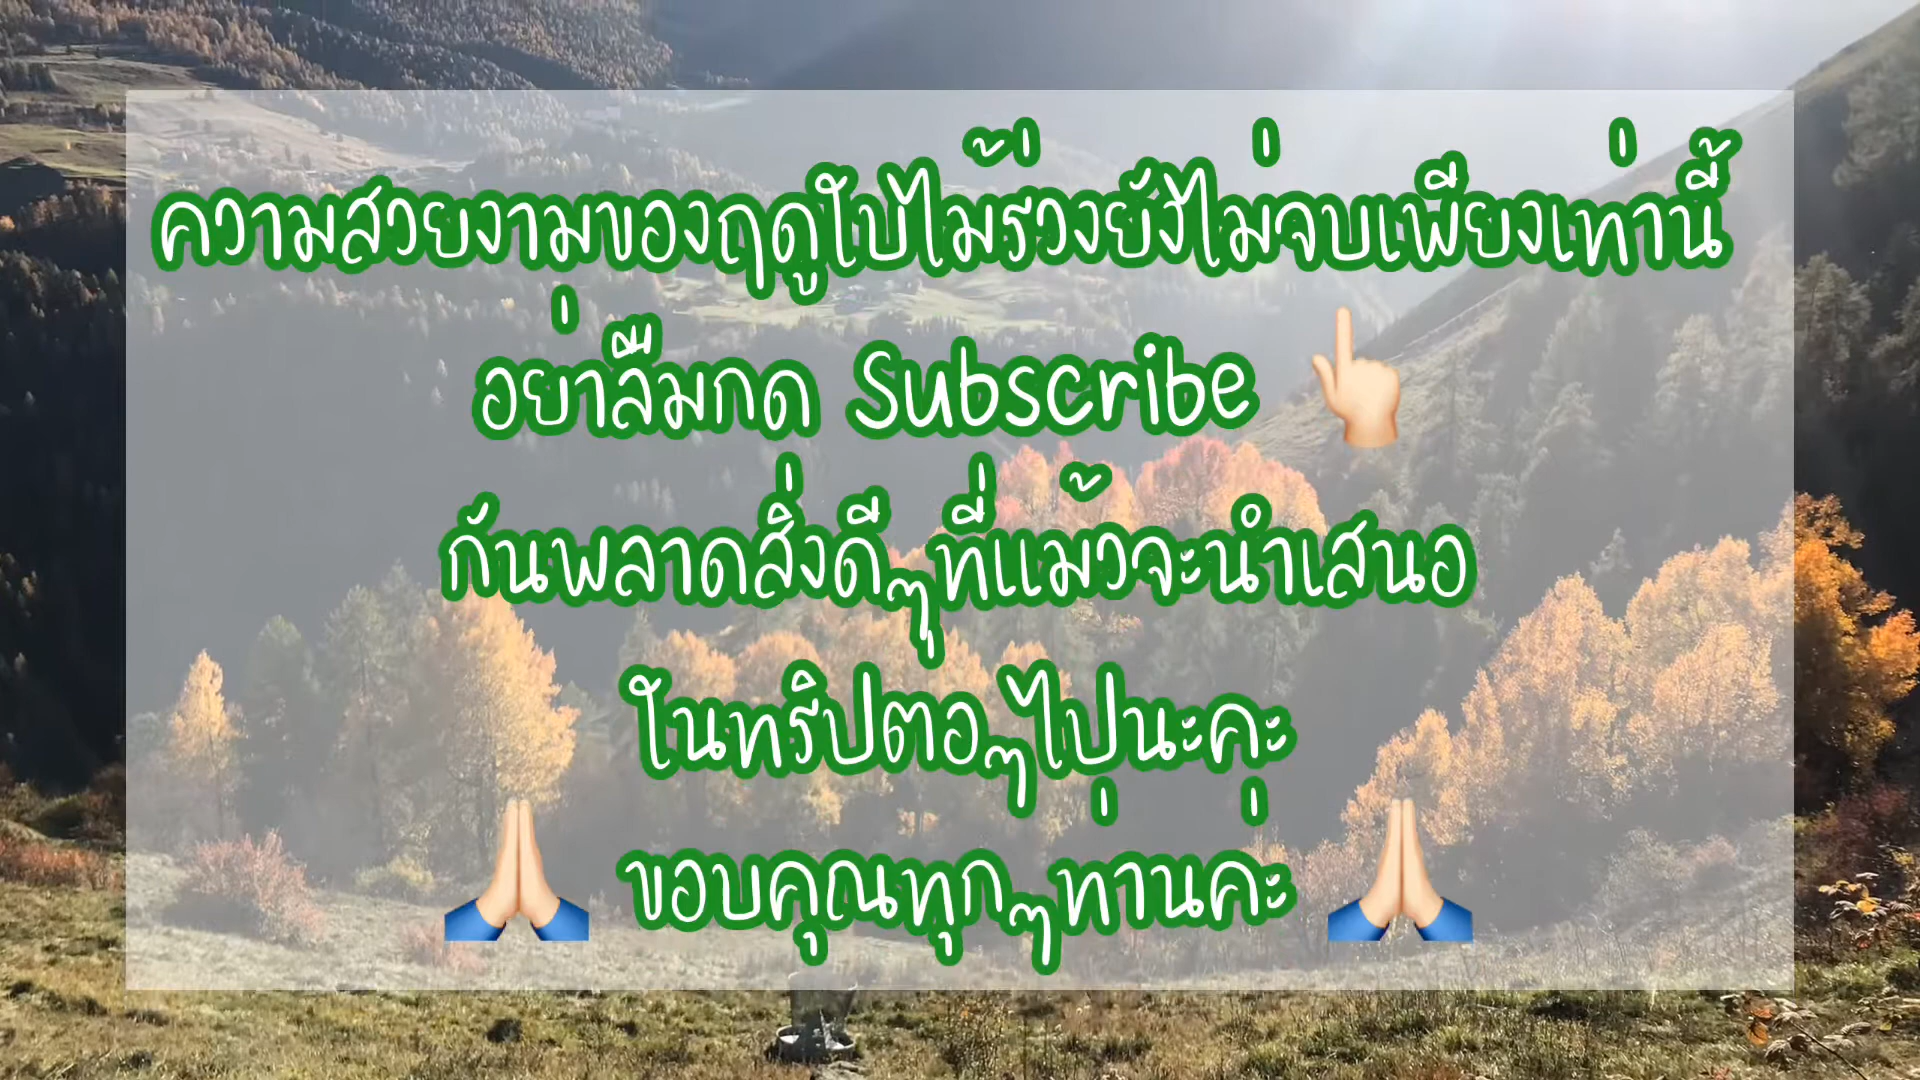 ความสวยงามของฤดูใบไม้ร่วงยังไม่จบเพียงเท่านี้
อย่าลืมกด Subscribe 👆🏻
กันพลาดสิ่งดีๆที่แม้วจะนำเสนอ
ในทริปต่อๆไปนะคะ
🙏🏻 ขอบคุณทุกๆท่านค่ะ 🙏🏻